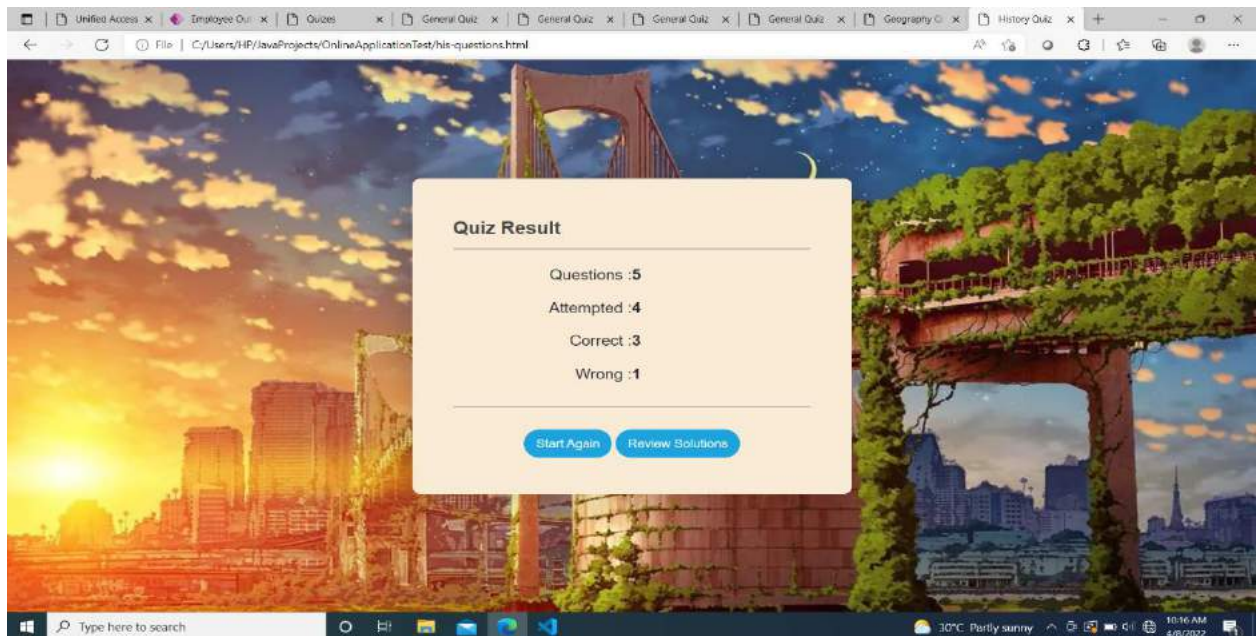 Unified Access
Employee Ou
Quizes
General Quiz
General Quiz
General Quiz
General Quiz
Geography
History Quiz
File | C:/Users/HP/JavaProjects/OnlineApplicationTest/his-questions.html
Quiz Result
Questions :5
Attempted :4
Correct :3
Wrong :1
Start Again
Review Solutions
Type here to search
30°C Partly sunny
10:16 AM
4/8/2022